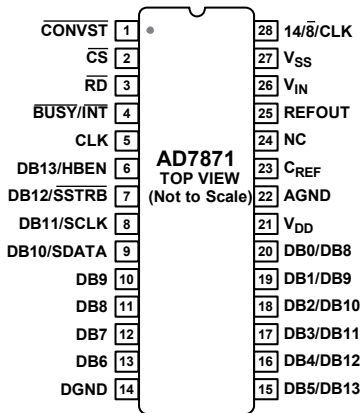 CONVST 1 28 14/8/CLK
CS 2 27 VSS
RD 3 26 VIN
BUSY/INT 4 25 REFOUT
CLK 5 24 NC
DB13/HBEN 6 AD7871 23 CREF
DB12/SSTRB 7 TOP VIEW 22 AGND
(Not to Scale)
DB11/SCLK 8 21 VDD
DB10/SDATA 9 20 DB0/DB8
DB9 10 19 DB1/DB9
DB8 11 18 DB2/DB10
DB7 12 17 DB3/DB11
DB6 13 16 DB4/DB12
DGND 14 15 DB5/DB13